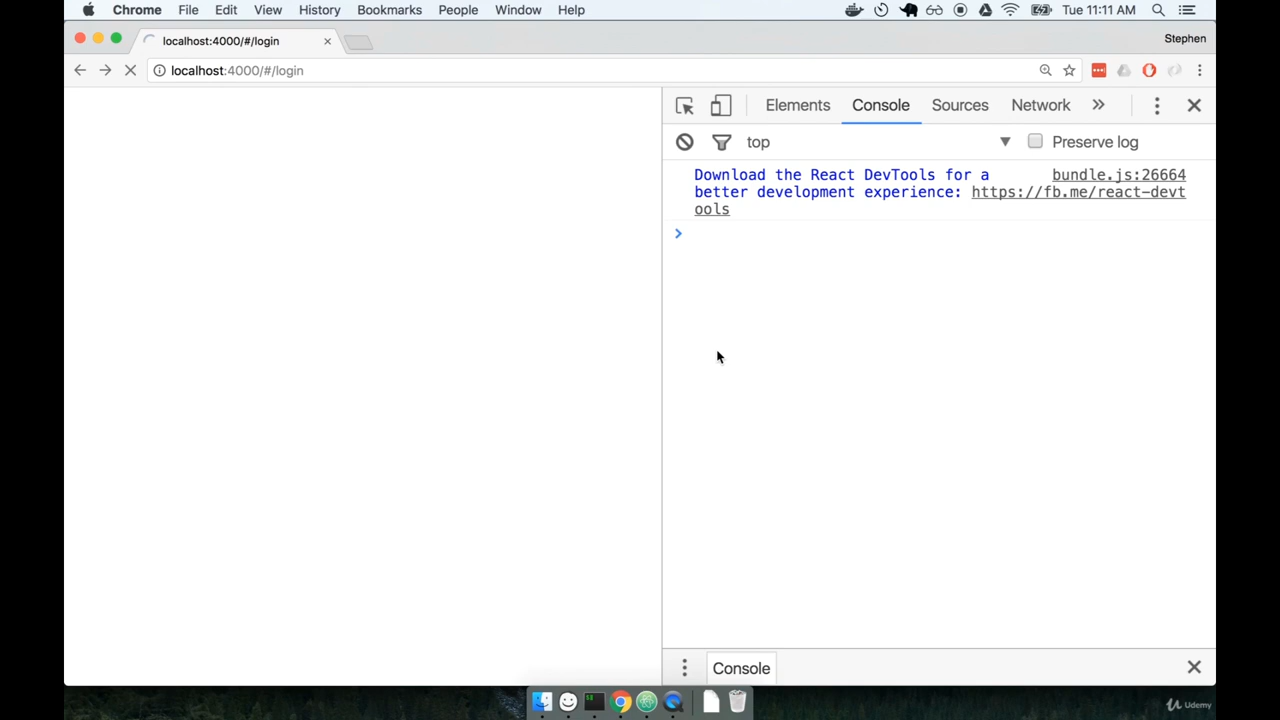 Chrome File Edit View History Bookmarks People Window Help Tue 11:11 AM
localhost:4000/#/login Stephen
localhost:4000/#/login
Elements Console Sources Network
top Preserve log
Download the React DevTools for a bundle.js:26664
better development experience: https://fb.me/react-devt
ools
Console
Udemy